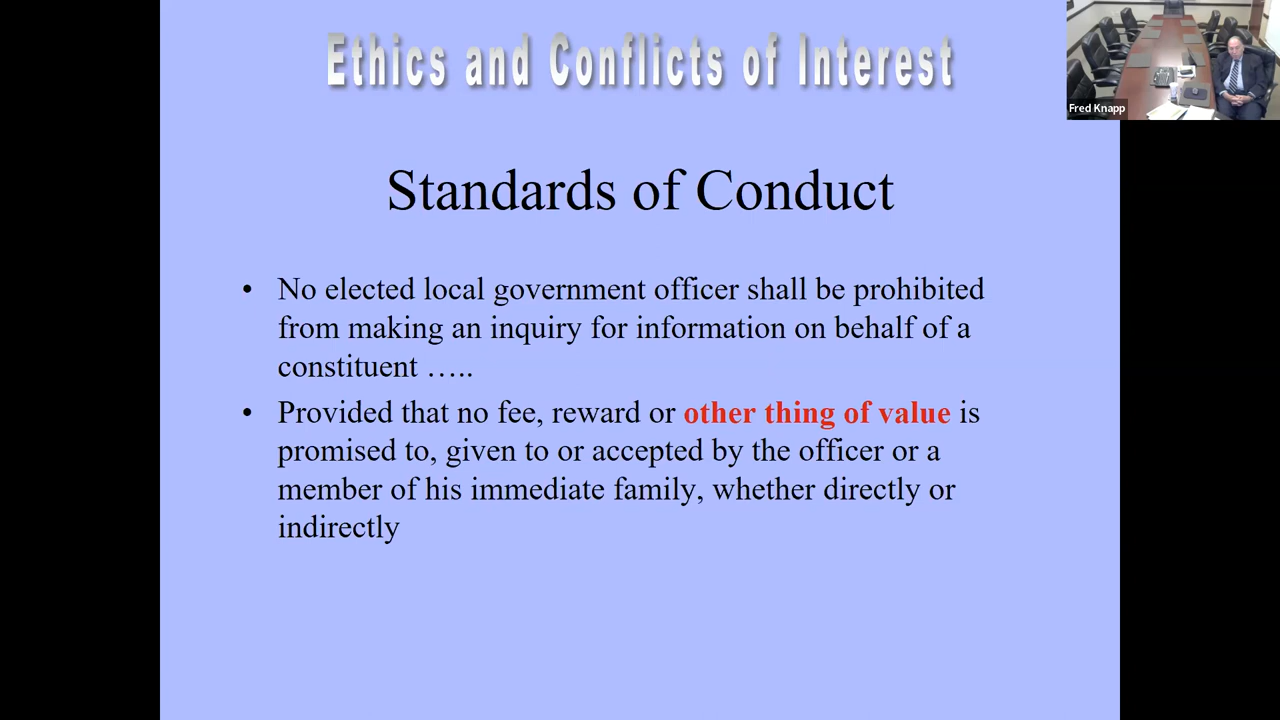 Ethics and Conflicts of Interest
Fred Knapp
Standards of Conduct
• No elected local government officer shall be prohibited
from making an inquiry for information on behalf of a
constituent …..
• Provided that no fee, reward or other thing of value is
promised to, given to or accepted by the officer or a
member of his immediate family, whether directly or
indirectly